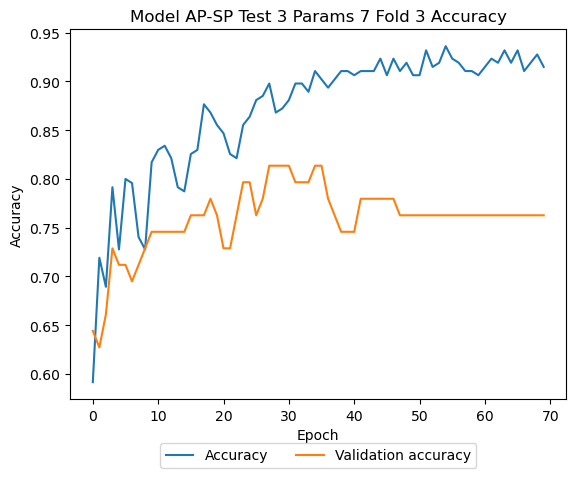 Model AP-SP Test 3 Params 7 Fold 3 Accuracy
0.95
0.90
0.85
0.80
0.75
0.70
0.65
0.60
Accuracy
0 10 20 30 40 50 60 70
Epoch
Accuracy Validation accuracy